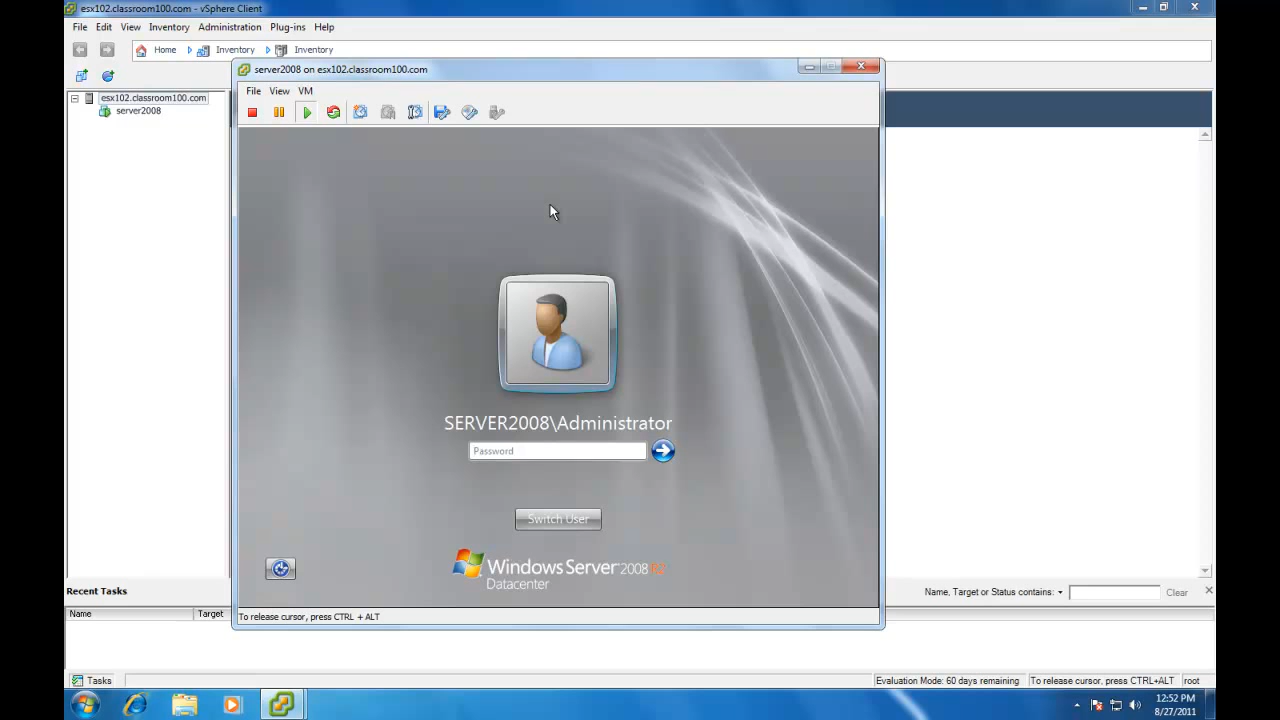 esx102.classroom100.com - vSphere Client
File Edit View Inventory Administration Plug-ins Help
Home Inventory Inventory
server2008 on esx102.classroom100.com
File View VM
esx102.classroom100.com
server2008
SERVER2008\Administrator
Password
Switch User
Windows Server 2008 R2
Datacenter
Recent Tasks
Name, Target or Status contains: Clear
Name Target
To release cursor, press CTRL + ALT
Tasks
Evaluation Mode: 60 days remaining To release cursor, press CTRL+ALT root
12:52 PM
8/27/2011